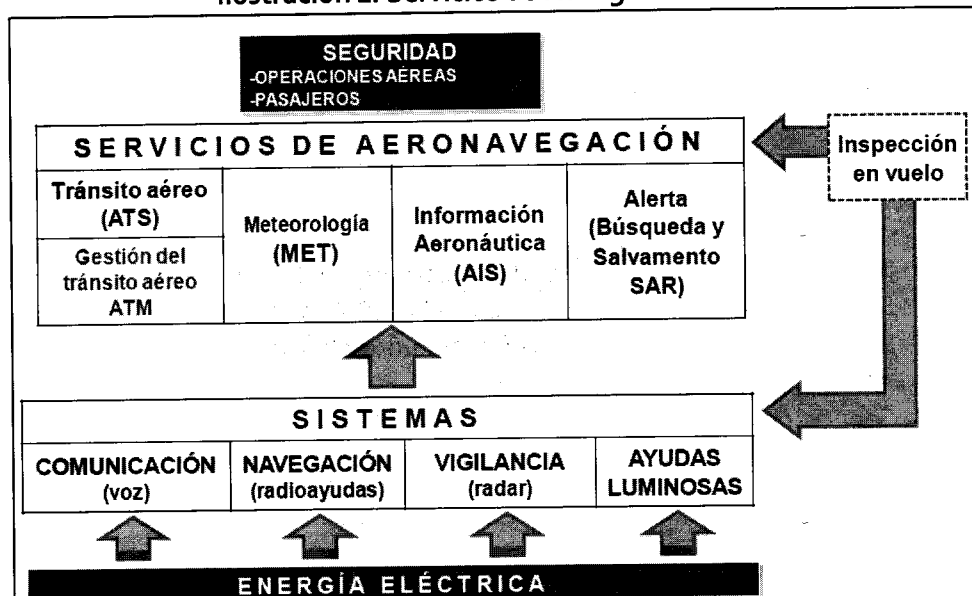 SEGURIDAD
-OPERACIONES AÉREAS
-PASAJEROS
SERVICIOS DE AERONAVEGACIÓN
Inspección
en vuelo
Tránsito aéreo
(ATS)
Gestión del
tránsito aéreo
ATM
Meteorología
(MET)
Información
Aeronáutica
(AIS)
Alerta
(Búsqueda y
Salvamento
SAR)
SISTEMAS
COMUNICACIÓN
(voz)
NAVEGACIÓN
(radioayudas)
VIGILANCIA
(radar)
AYUDAS
LUMINOSAS
ENERGÍA ELÉCTRICA